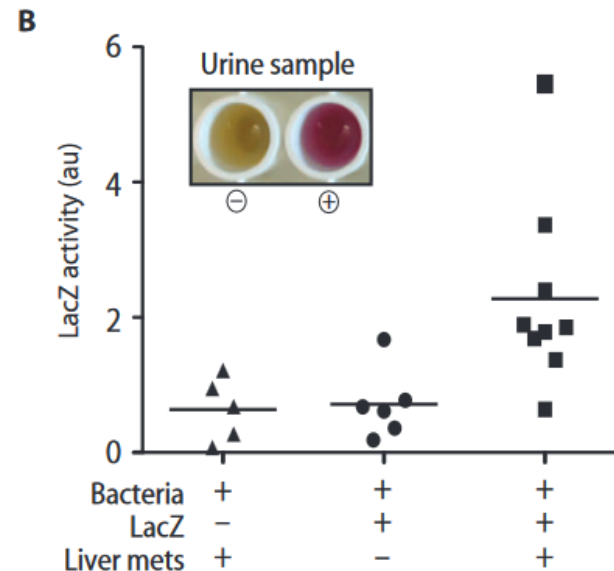 B
Urine sample
− +
6
4
2
0
LacZ activity (au)
Bacteria + + +
LacZ − + +
Liver mets + − +